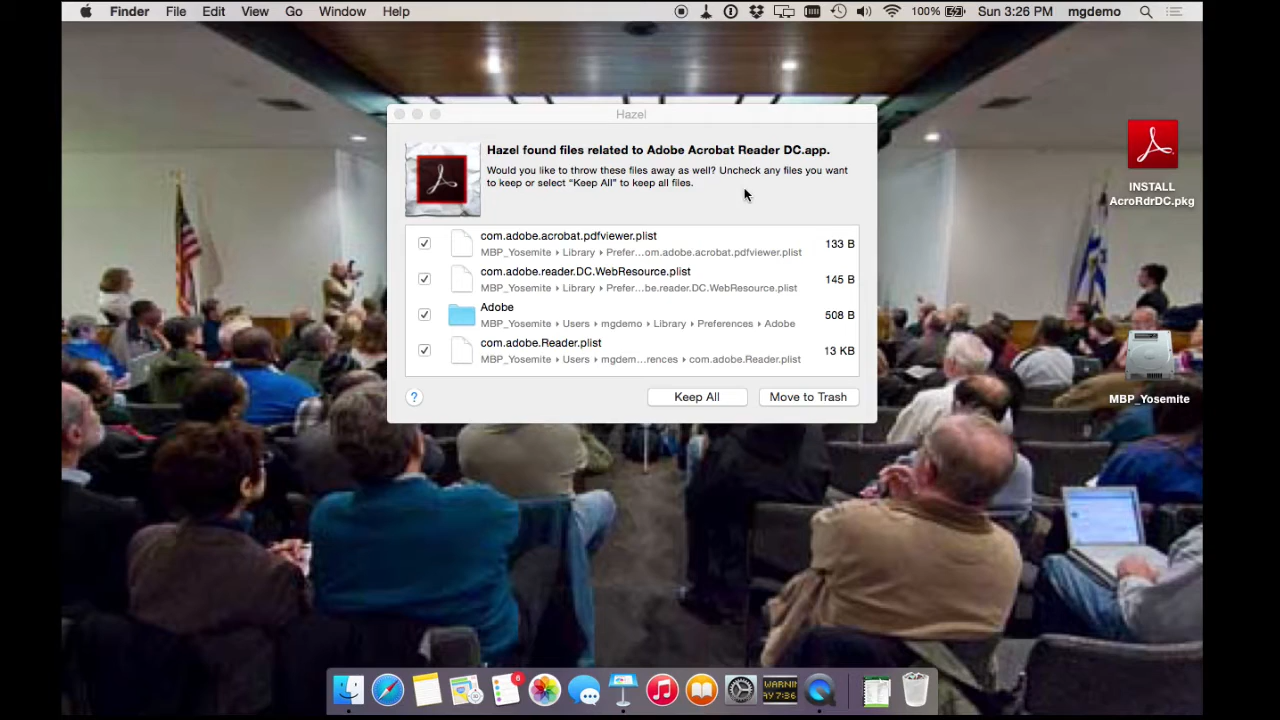 Finder File Edit View Go Window Help 100% Sun 3:26 PM mgdemo
Hazel
Hazel found files related to Adobe Acrobat Reader DC.app.
Would you like to throw these files away as well? Uncheck any files you want
to keep or select “Keep All” to keep all files.
com.adobe.acrobat.pdfviewer.plist
MBP_Yosemite ▸ Library ▸ Prefer...om.adobe.acrobat.pdfviewer.plist
133 B
com.adobe.reader.DC.WebResource.plist
MBP_Yosemite ▸ Library ▸ Prefer...be.reader.DC.WebResource.plist
145 B
Adobe
MBP_Yosemite ▸ Users ▸ mgdemo ▸ Library ▸ Preferences ▸ Adobe
508 B
com.adobe.Reader.plist
MBP_Yosemite ▸ Users ▸ mgdem...rences ▸ com.adobe.Reader.plist
13 KB
?
Keep All
Move to Trash
INSTALL
AcroRdrDC.pkg
MBP_Yosemite
6
WARNIN
AY 7:36